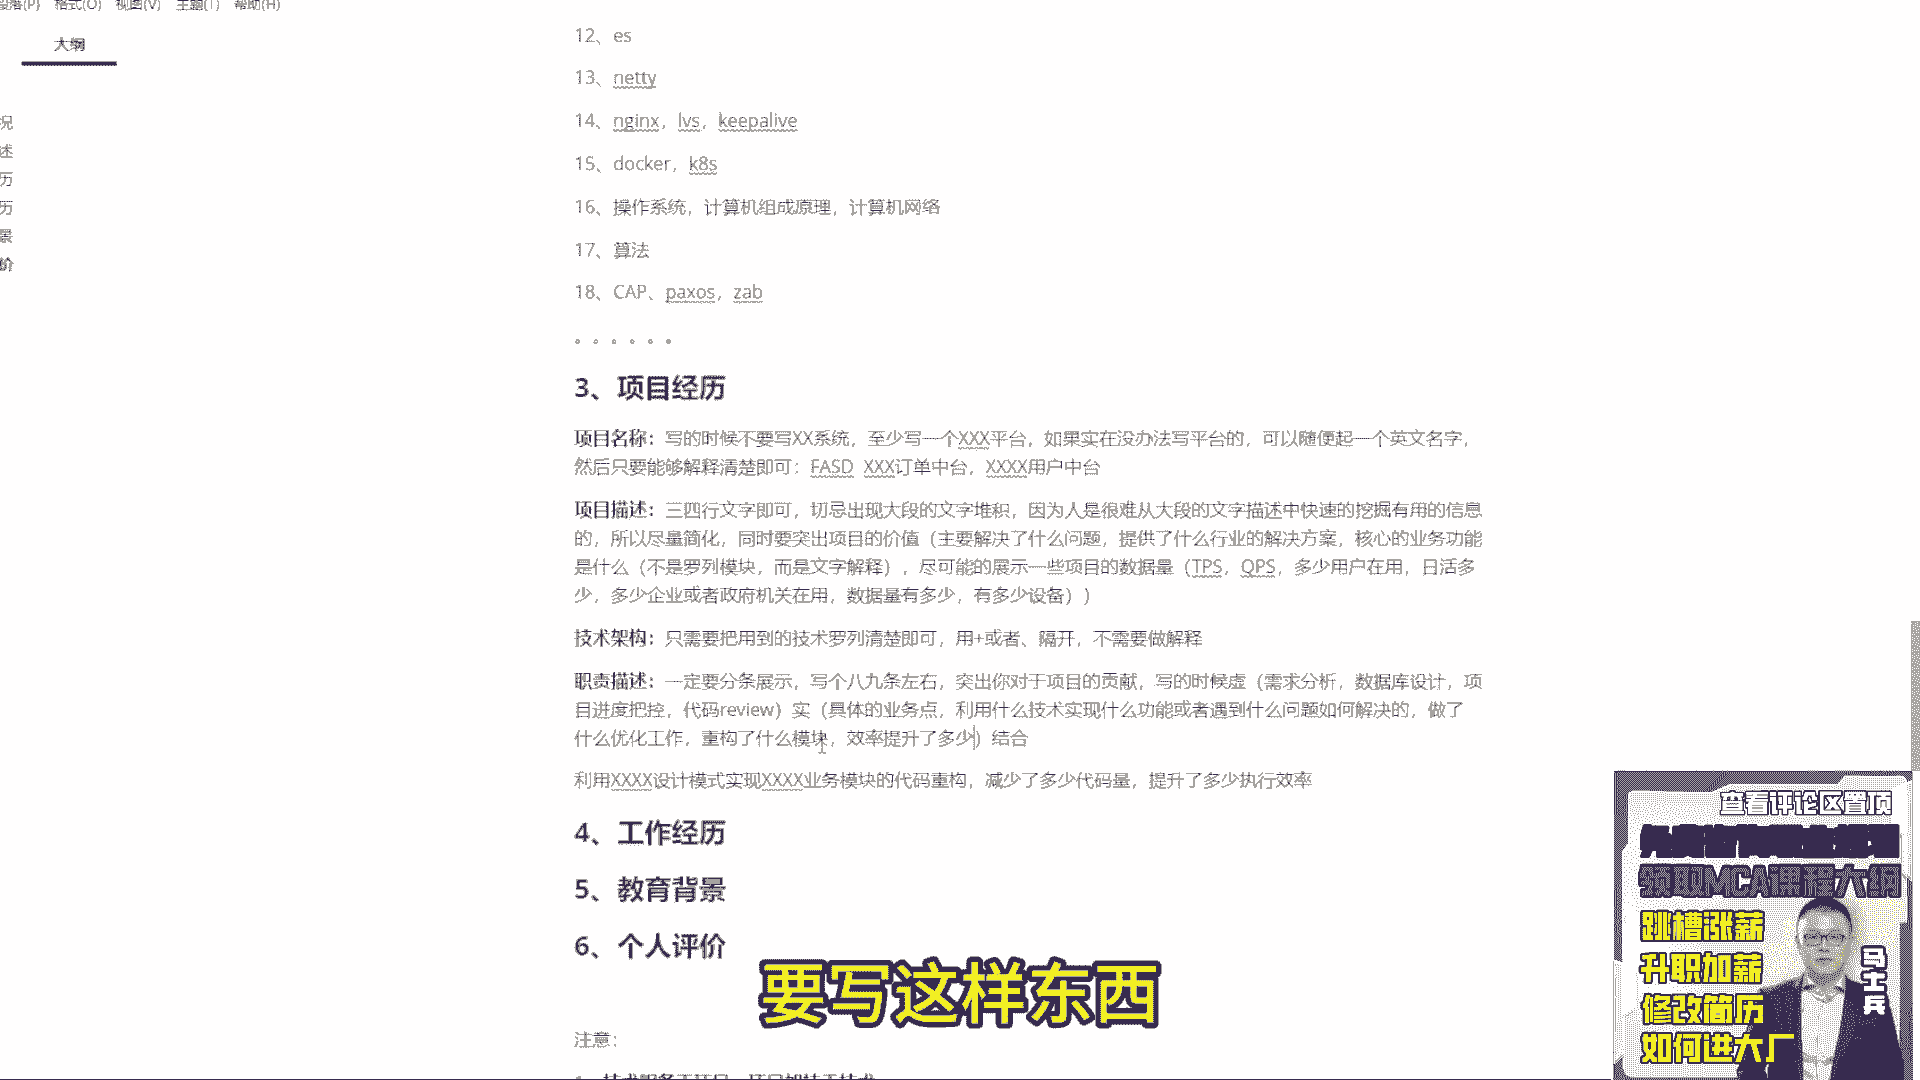 段落(P) 格式(O) 视图(V) 主题(T) 帮助(H)
大纲
况
述
历
历
景
价
12、es
13、netty
14、nginx，lvs，keepalive
15、docker，k8s
16、操作系统，计算机组成原理，计算机网络
17、算法
18、CAP、paxos，zab
。。。。。。
3、项目经历
项目名称：写的时候不要写XX系统，至少写一个XXX平台，如果实在没办法写平台的，可以随便起一个英文名字，
然后只要能够解释清楚即可：FASD XXX订单中台，XXXX用户中台
项目描述：三四行文字即可，切忌出现大段的文字堆积，因为人是很难从大段的文字描述中快速的挖掘有用的信息
的，所以尽量简化，同时要突出项目的价值（主要解决了什么问题，提供了什么行业的解决方案，核心的业务功能
是什么（不是罗列模块，而是文字解释），尽可能的展示一些项目的数据量（TPS，QPS，多少用户在用，日活多
少，多少企业或者政府机关在用，数据量有多少，有多少设备））
技术架构：只需要把用到的技术罗列清楚即可，用+或者、隔开，不需要做解释
职责描述：一定要分条展示，写个八九条左右，突出你对于项目的贡献，写的时候虚（需求分析，数据库设计，项
目进度把控，代码review）实（具体的业务点，利用什么技术实现什么功能或者遇到什么问题如何解决的，做了
什么优化工作，重构了什么模块，效率提升了多少）结合
利用XXXX设计模式实现XXXX业务模块的代码重构，减少了多少代码量，提升了多少执行效率
4、工作经历
5、教育背景
6、个人评价
注意：
要写这样东西
查看评论区置顶
领取MCA课程大纲
跳槽涨薪
升职加薪
修改简历
如何进大厂
马士兵